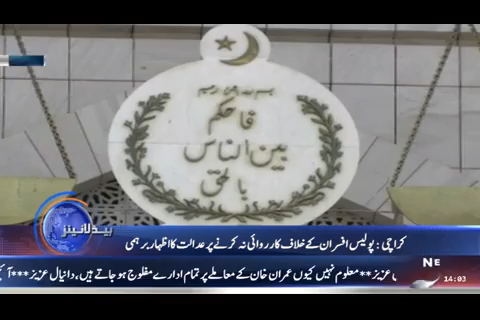 بسم اللہ الرحمن الرحیم
فاحکم
بین الناس
بالحق
ہیڈلائینز
کراچی : پولیس افسران کے خلاف کارروائی نہ کرنے پر عدالت کا اظہار برہمی
عزیز**معلوم نہیں کیوں عمران خان کے معاملے پر تمام ادارے مفلوج ہو جاتے ہیں، دانیال عزیز***
NE
14:03